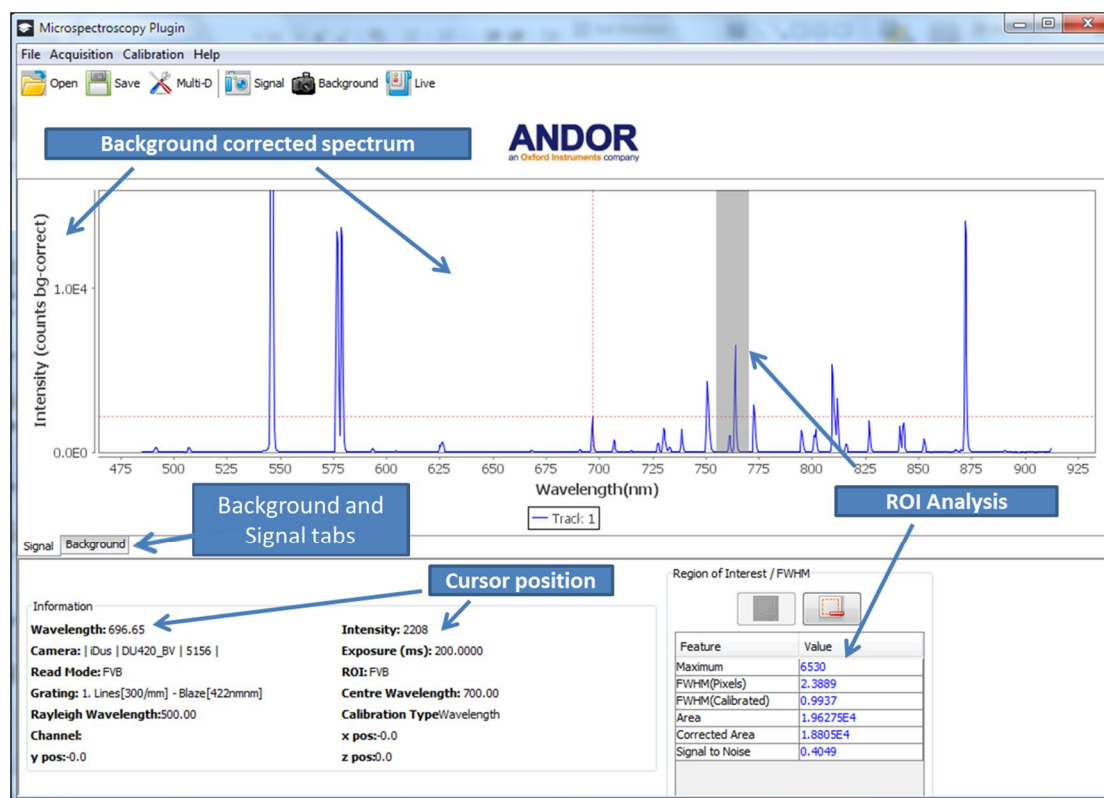 Microspectroscopy Plugin
File Acquisition Calibration Help
Open Save Multi-D Signal Background Live
Background corrected spectrum
ANDOR
an Oxford Instruments company
Intensity (counts bg-correct)
1.0E4
0.0E0
475 500 525 550 575 600 625 650 675 700 725 750 775 800 825 850 875 900 925
Wavelength(nm)
Track 1
ROI Analysis
Background and
Signal tabs
Signal Background
Cursor position
Region of Interest / FWHM
Information
Wavelength: 696.65 Intensity: 2208
Camera: | iDus | DU420_BV | 5156 | Exposure (ms): 200.0000
Read Mode: FVB ROI: FVB
Grating: 1. Lines[300/mm] - Blaze[422nmnm] Centre Wavelength: 700.00
Rayleigh Wavelength:500.00 Calibration TypeWavelength
Channel: x pos:-0.0
y pos:-0.0 z pos:0.0
Feature Value
Maximum 6530
FWHM(Pixels) 2.3889
FWHM(Calibrated) 0.9937
Area 1.96275E4
Corrected Area 1.8805E4
Signal to Noise 0.4049